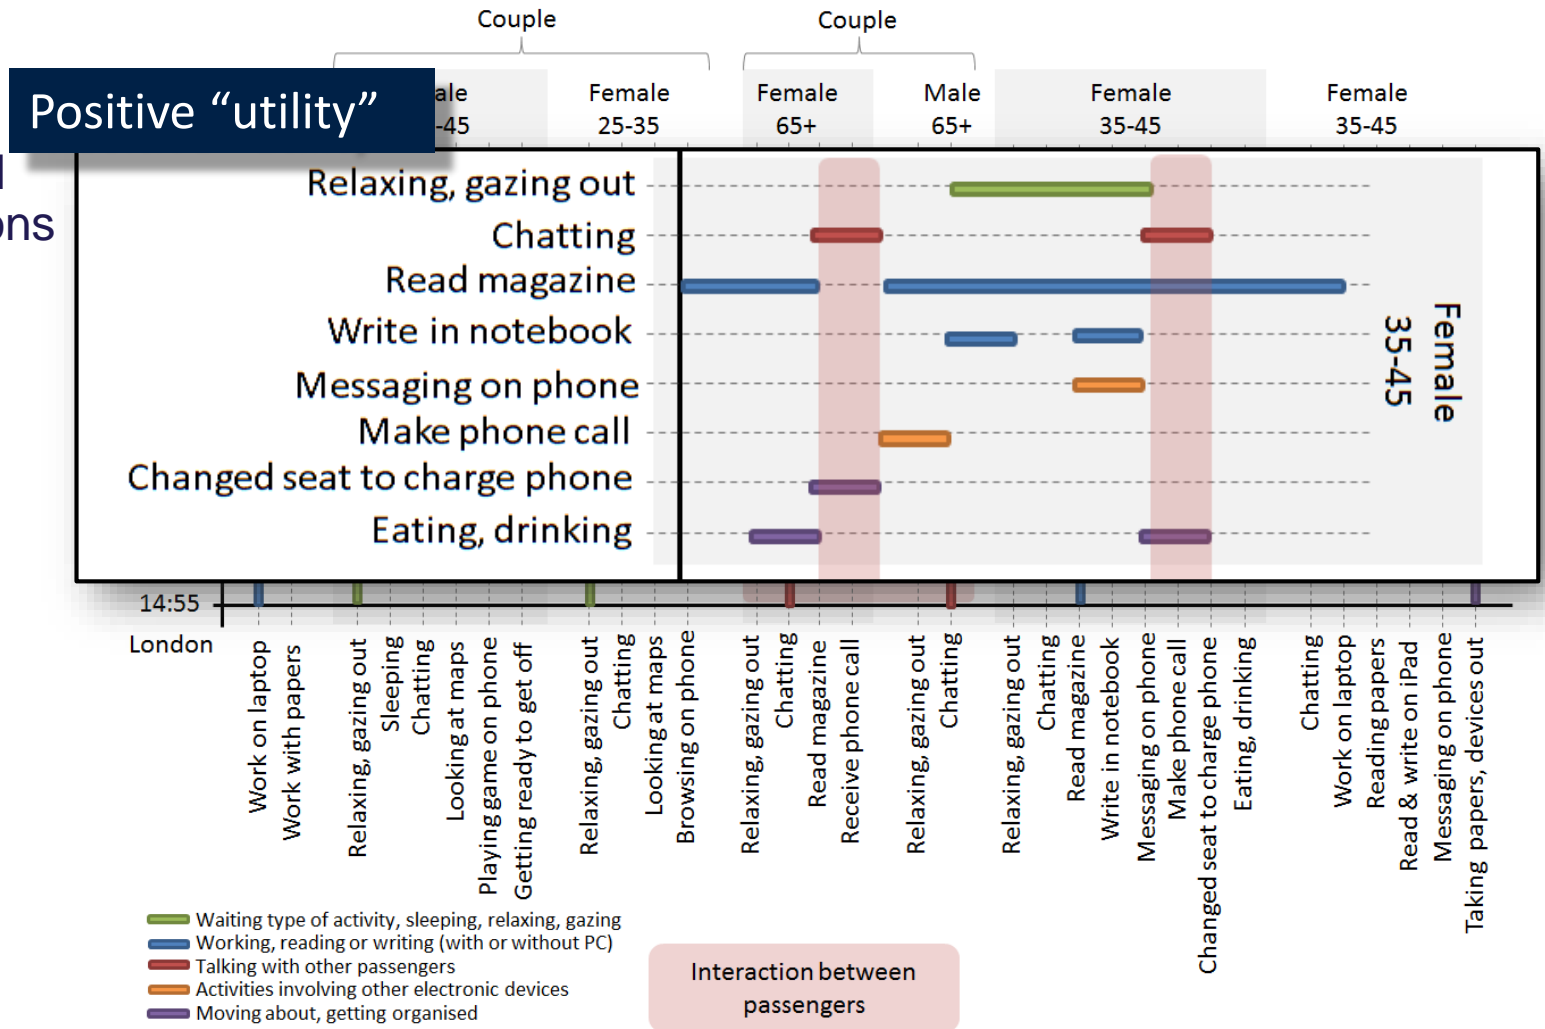 Couple
Couple
Positive “utility”
ale
-45
Female
25-35
Female
65+
Male
65+
Female
35-45
Female
35-45
ons
Relaxing, gazing out
Chatting
Read magazine
Write in notebook
Messaging on phone
Make phone call
Changed seat to charge phone
Eating, drinking
Female
35-45
14:55
London
Work on laptop
Work with papers
Relaxing, gazing out
Sleeping
Chatting
Looking at maps
Playing game on phone
Getting ready to get off
Relaxing, gazing out
Chatting
Looking at maps
Browsing on phone
Relaxing, gazing out
Chatting
Read magazine
Receive phone call
Relaxing, gazing out
Chatting
Relaxing, gazing out
Chatting
Read magazine
Write in notebook
Messaging on phone
Make phone call
Changed seat to charge phone
Eating, drinking
Chatting
Work on laptop
Reading papers
Read & write on iPad
Messaging on phone
Taking papers, devices out
Waiting type of activity, sleeping, relaxing, gazing
Working, reading or writing (with or without PC)
Talking with other passengers
Activities involving other electronic devices
Moving about, getting organised
Interaction between
passengers